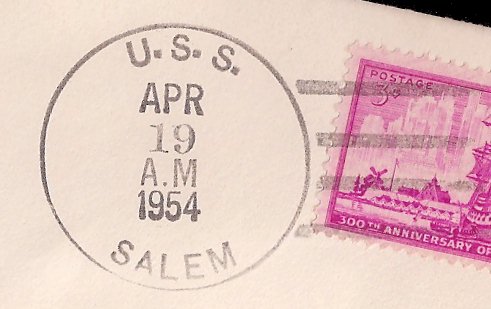 U.S.S.
APR
19
A.M
1954
SALEM
POSTAGE
3¢
300TH ANNIVERSARY OF